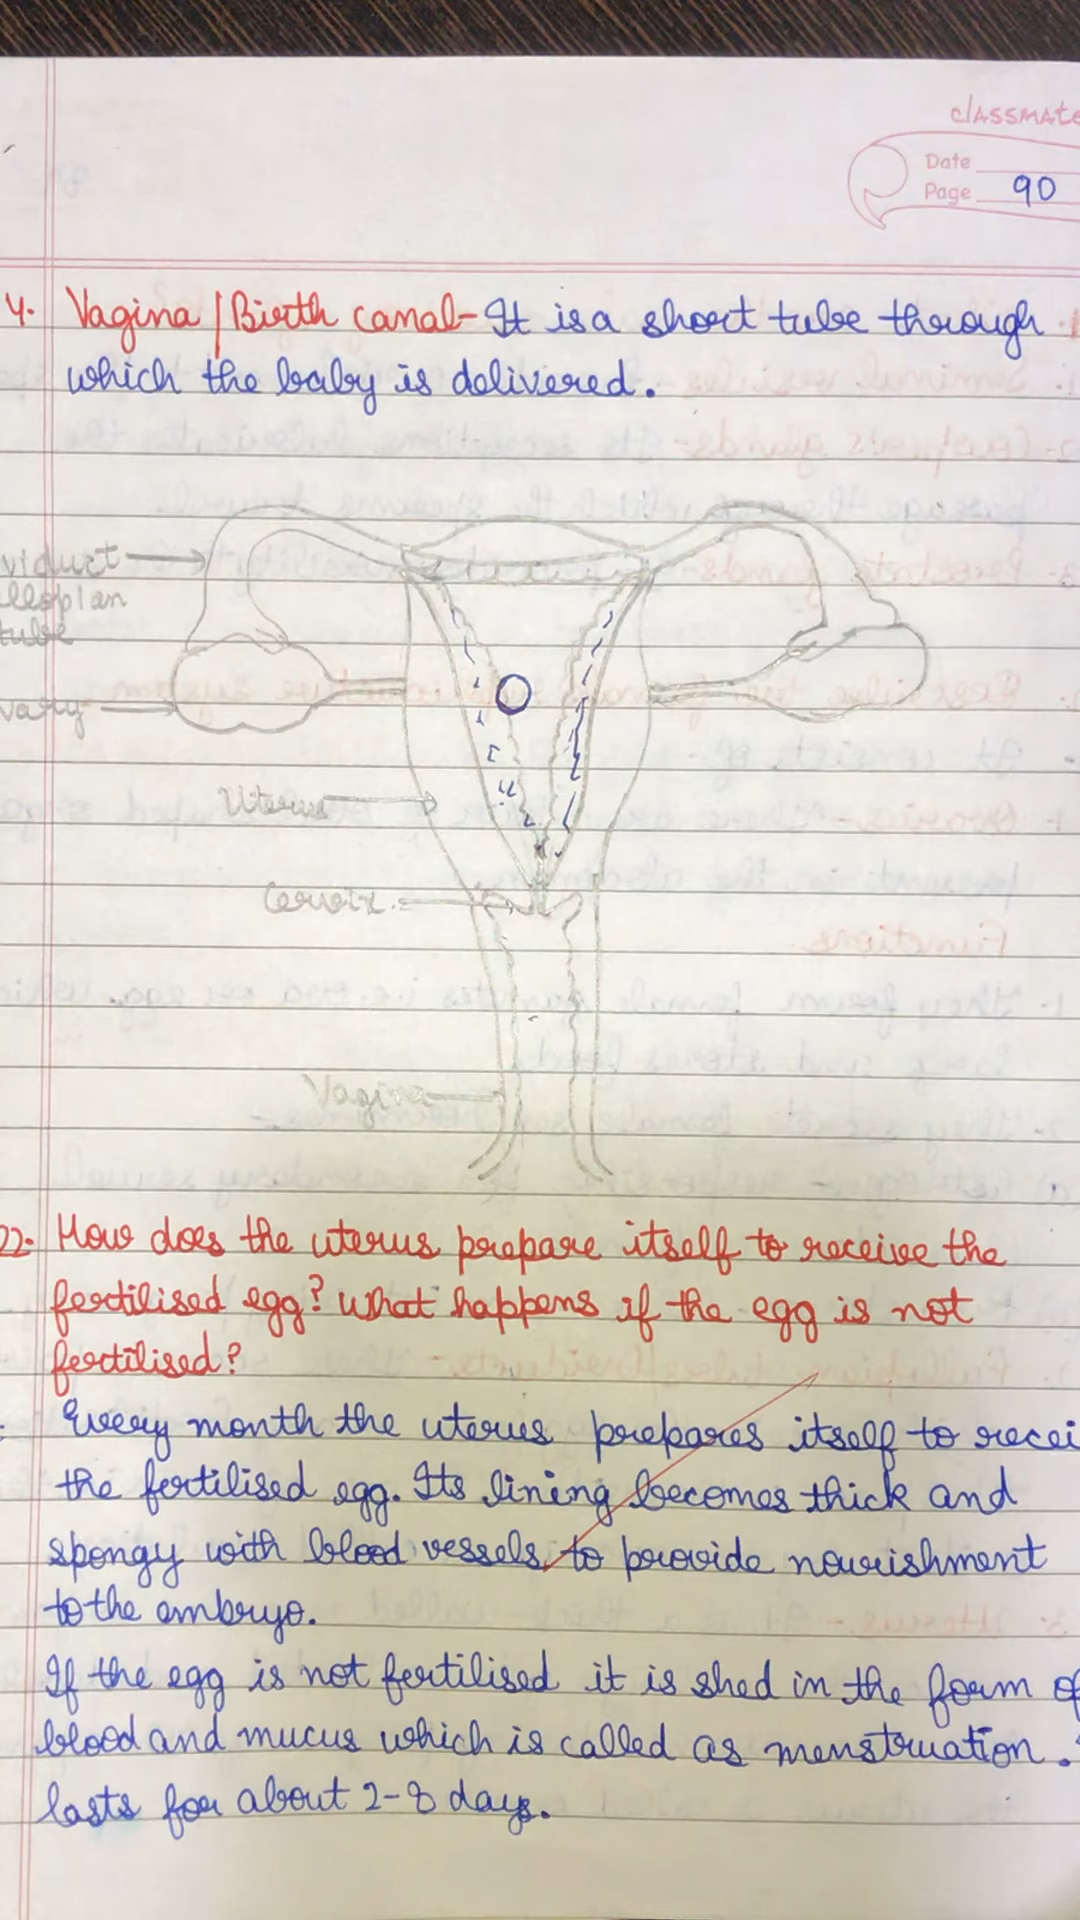 classmate
Date
Page 90
4. Vagina / Birth canal - It is a short tube through
which the baby is delivered.
viduct
llopian
tube
vary
Uterus
Cervix
Vagina
22. How does the uterus prepare itself to receive the
fertilised egg? What happens if the egg is not
fertilised?
Every month the uterus prepares itself to recei
the fertilised egg. Its lining becomes thick and
spongy with blood vessels to provide nourishment
to the embryo.
If the egg is not fertilised it is shed in the form of
blood and mucus which is called as menstruation.
lasts for about 2-8 days.